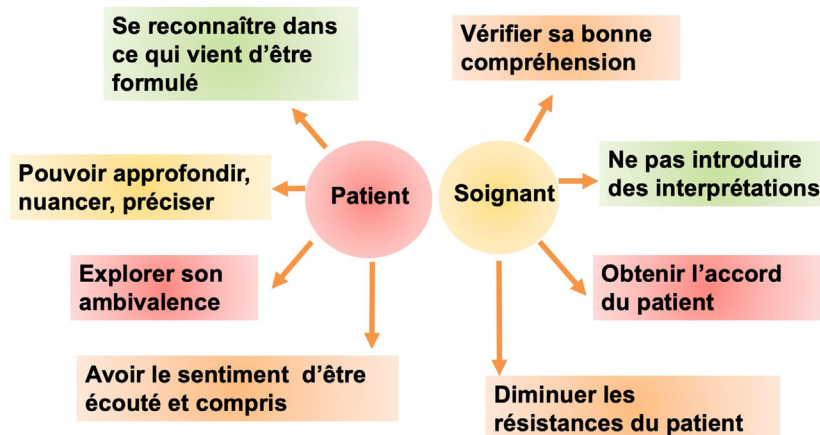 Se reconnaître dans
ce qui vient d'être
formulé
Vérifier sa bonne
compréhension
Pouvoir approfondir,
nuancer, préciser
Patient
Soignant
Ne pas introduire
des interprétations
Explorer son
ambivalence
Obtenir l'accord
du patient
Avoir le sentiment d'être
écouté et compris
Diminuer les
résistances du patient